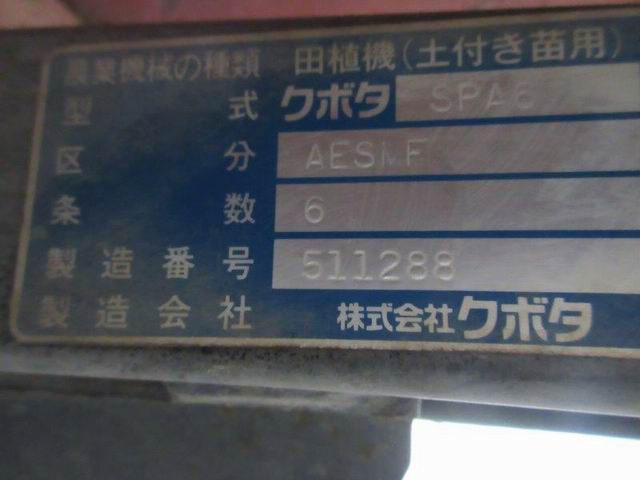 農業機械の種類 田植機(土付き苗用)
型式 クボタ SPA6
区分 AESMF
条数 6
製造番号 511288
製造会社 株式会社クボタ